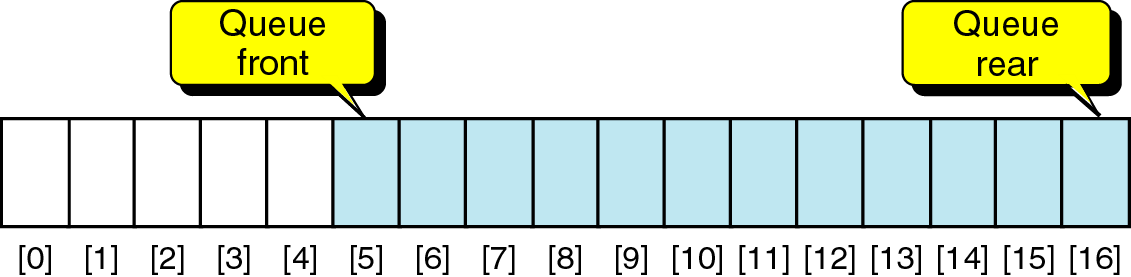 Queue
front
Queue
rear
[0] [1] [2] [3] [4] [5] [6] [7] [8] [9] [10] [11] [12] [13] [14] [15] [16]